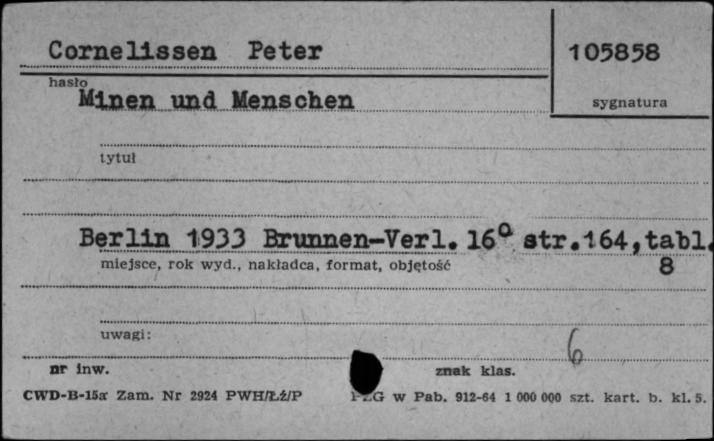 Cornelissen Peter
105858
hasło
Minen und Menschen
sygnatura
tytuł
Berlin 1933 Brunnen-Verl. 16° str.164,tabl.
miejsce, rok wyd., nakładca, format, objętość
8
uwagi:
6
nr inw.
znak klas.
CWD-B-15a Zam. Nr 2924 PWH/Łź/P
PZG w Pab. 912-64 1 000 000 szt. kart. b. kl. 5.